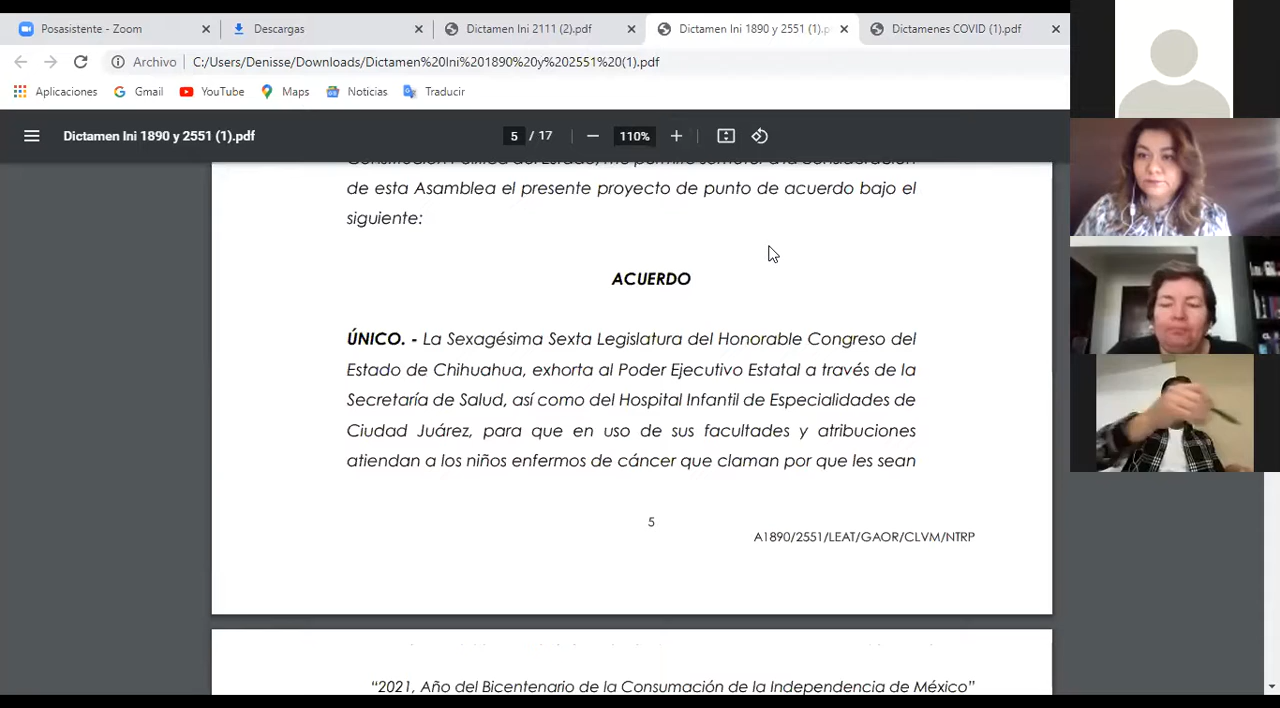 Posasistente - Zoom
Descargas
Dictamen Ini 2111 (2).pdf
Dictamen Ini 1890 y 2551 (1).p
Dictamenes COVID (1).pdf
Archivo
C:/Users/Denisse/Downloads/Dictamen%20Ini%201890%20y%202551%20(1).pdf
Aplicaciones
Gmail
YouTube
Maps
Noticias
Traducir
Dictamen Ini 1890 y 2551 (1).pdf
5 / 17
110%
de esta Asamblea el presente proyecto de punto de acuerdo bajo el
siguiente:
ACUERDO
ÚNICO. - La Sexagésima Sexta Legislatura del Honorable Congreso del
Estado de Chihuahua, exhorta al Poder Ejecutivo Estatal a través de la
Secretaría de Salud, así como del Hospital Infantil de Especialidades de
Ciudad Juárez, para que en uso de sus facultades y atribuciones
atiendan a los niños enfermos de cáncer que claman por que les sean
5
A1890/2551/LEAT/GAOR/CLVM/NTRP
“2021, Año del Bicentenario de la Consumación de la Independencia de México”